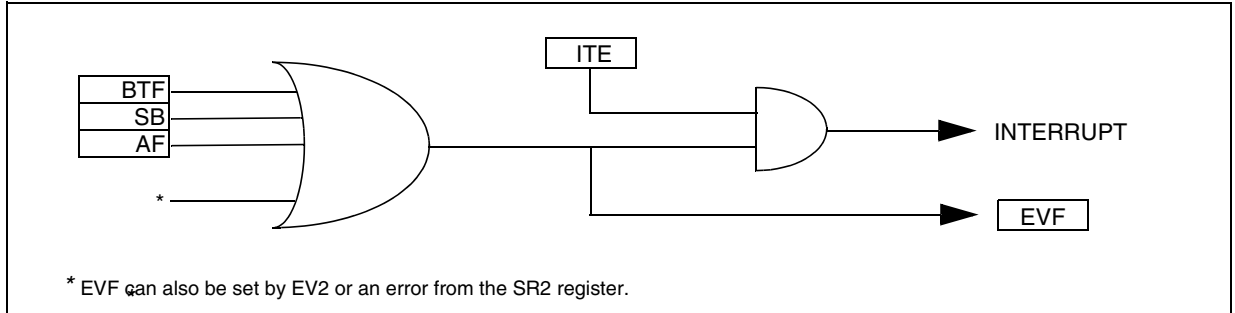 ITE
BTF
SB
AF
*
INTERRUPT
EVF
* EVF can also be set by EV2 or an error from the SR2 register.
*